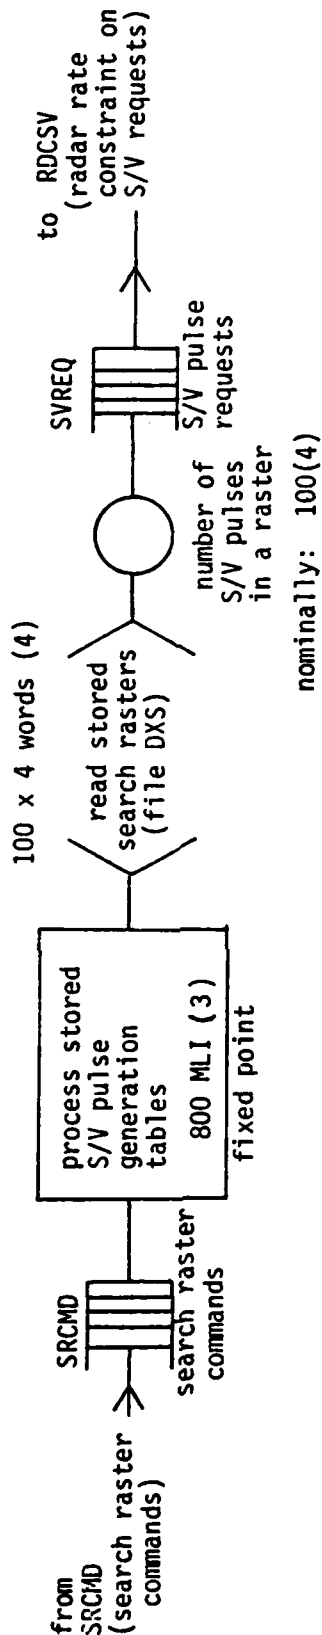 from
SRCMD
(search raster
commands)
SRCMD
search raster
commands
process stored
S/V pulse
generation
tables
800 MLI (3)
fixed point
100 x 4 words (4)
read stored
search rasters
(file DXS)
number of
S/V pulses
in a raster
nominally: 100(4)
SVREQ
S/V pulse
requests
to RDCSV
(radar rate
constraint on
S/V requests)